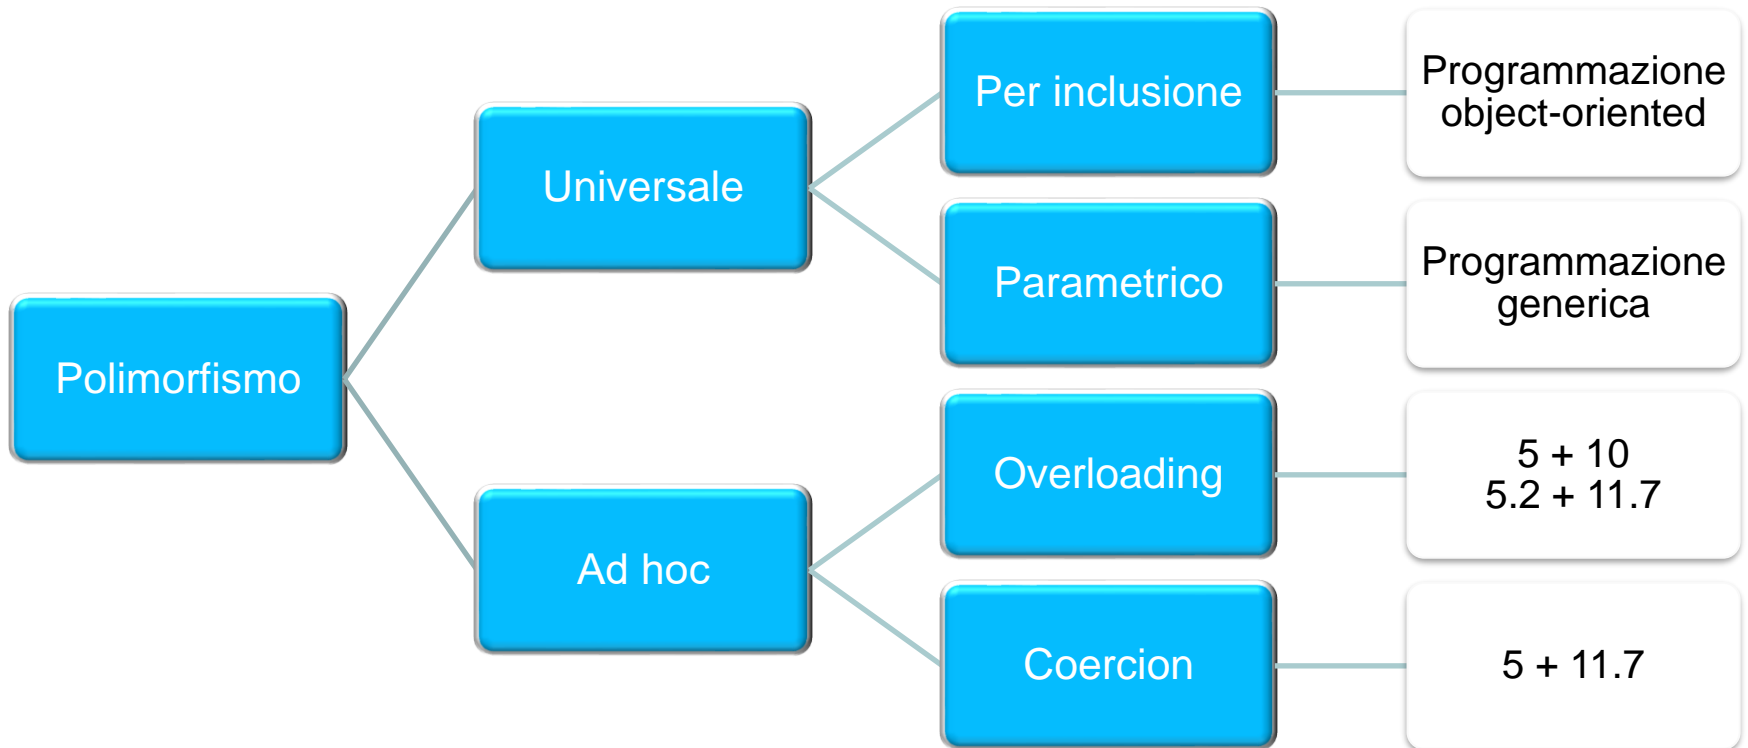 Polimorfismo
Universale
Per inclusione
Programmazione
object-oriented
Parametrico
Programmazione
generica
Ad hoc
Overloading
5 + 10
5.2 + 11.7
Coercion
5 + 11.7